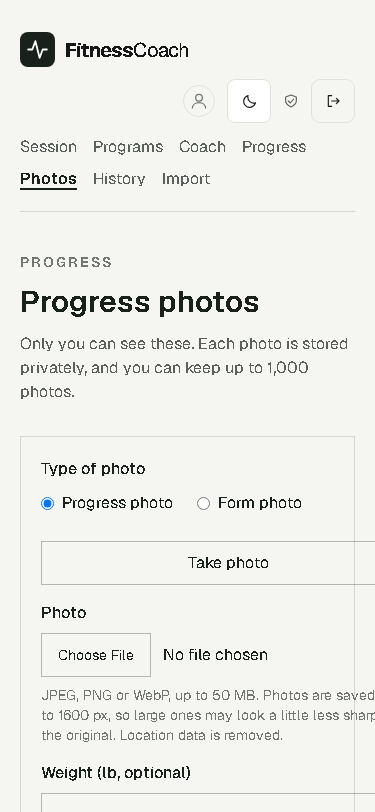 FitnessCoach
Session Programs Coach Progress
Photos History Import
PROGRESS
Progress photos
Only you can see these. Each photo is stored
privately, and you can keep up to 1,000
photos.
Type of photo
Progress photo Form photo
Take photo
Photo
Choose File No file chosen
JPEG, PNG or WebP, up to 50 MB. Photos are saved
to 1600 px, so large ones may look a little less sharp
the original. Location data is removed.
Weight (lb, optional)